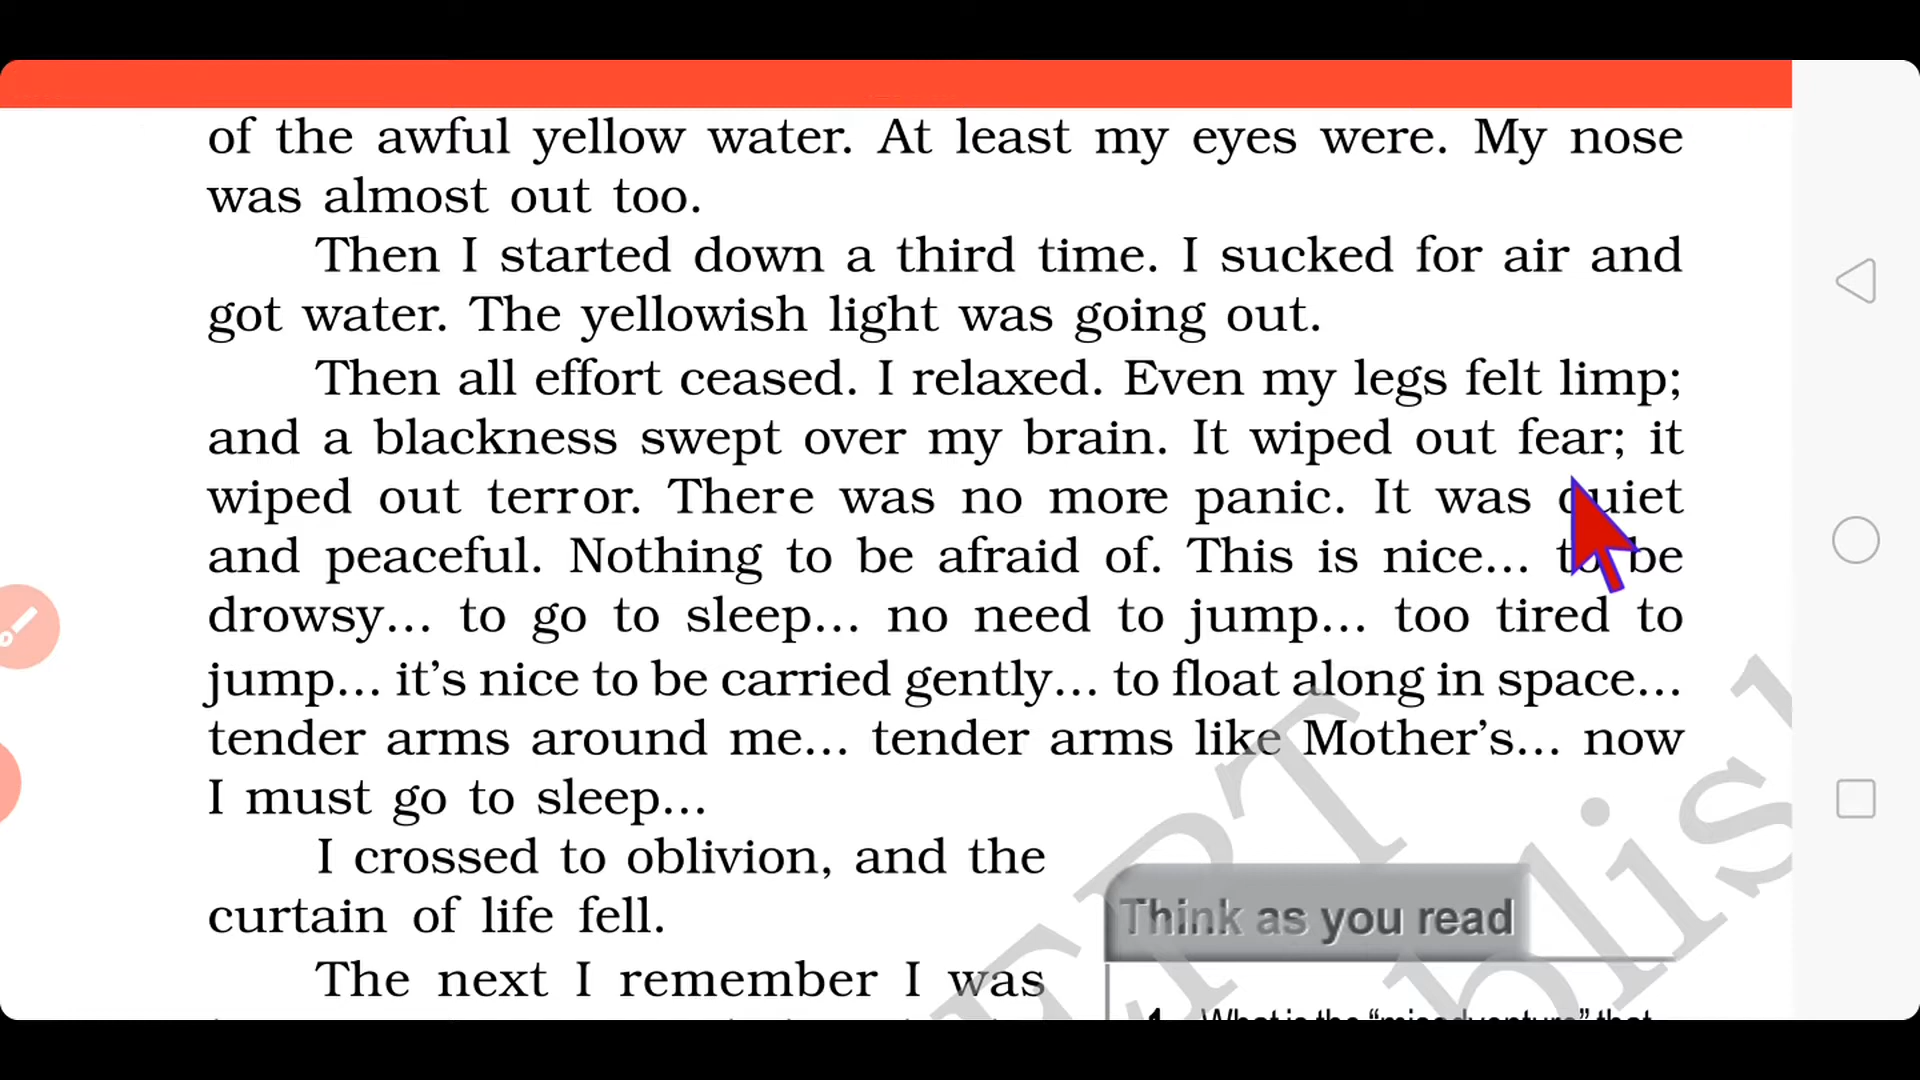 of the awful yellow water. At least my eyes were. My nose
was almost out too.
Then I started down a third time. I sucked for air and
got water. The yellowish light was going out.
Then all effort ceased. I relaxed. Even my legs felt limp;
and a blackness swept over my brain. It wiped out fear; it
wiped out terror. There was no more panic. It was quiet
and peaceful. Nothing to be afraid of. This is nice... to be
drowsy... to go to sleep... no need to jump... too tired to
jump... it's nice to be carried gently... to float along in space...
tender arms around me... tender arms like Mother's... now
I must go to sleep...
I crossed to oblivion, and the
curtain of life fell.
The next I remember I was
Think as you read
1. What is the “misadventure” that